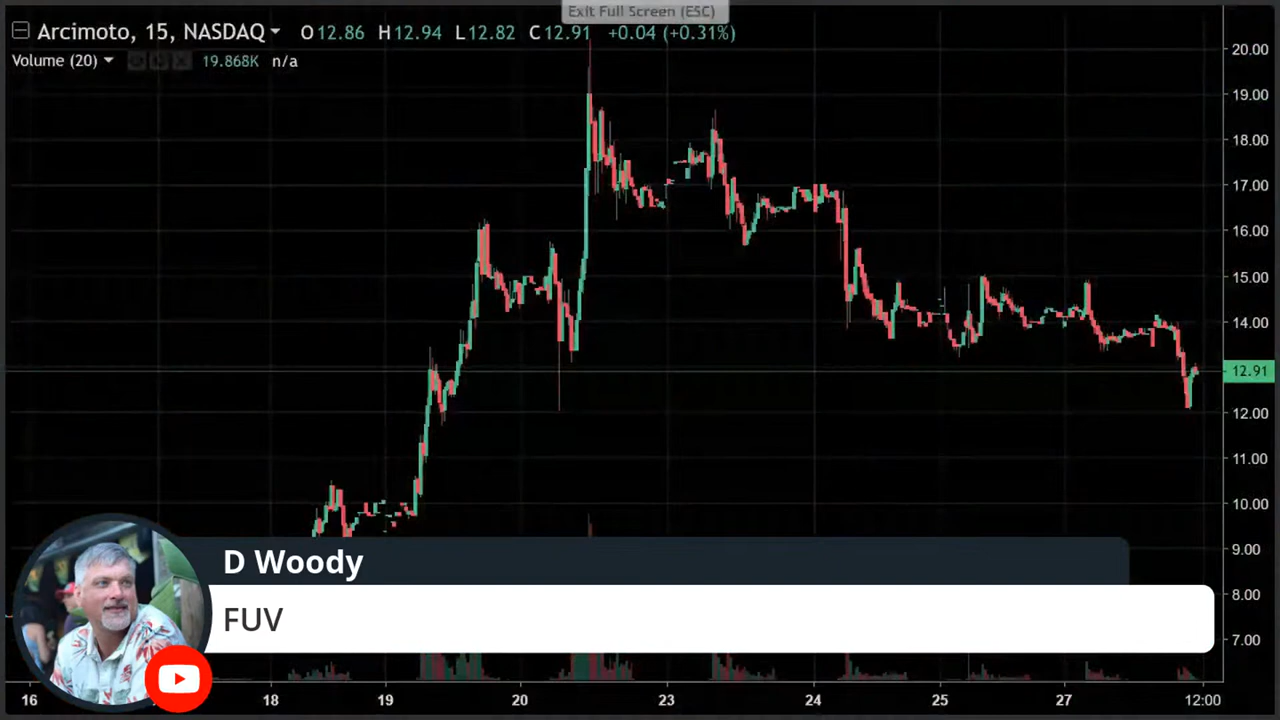 Exit Full Screen (ESC)
Arcimoto, 15, NASDAQ O12.86 H12.94 L12.82 C12.91 +0.04 (+0.31%)
Volume (20) 19.868K n/a
20.00
19.00
18.00
17.00
16.00
15.00
14.00
12.91
12.00
11.00
10.00
9.00
8.00
7.00
D Woody
FUV
16 18 19 20 23 24 25 27 12:00